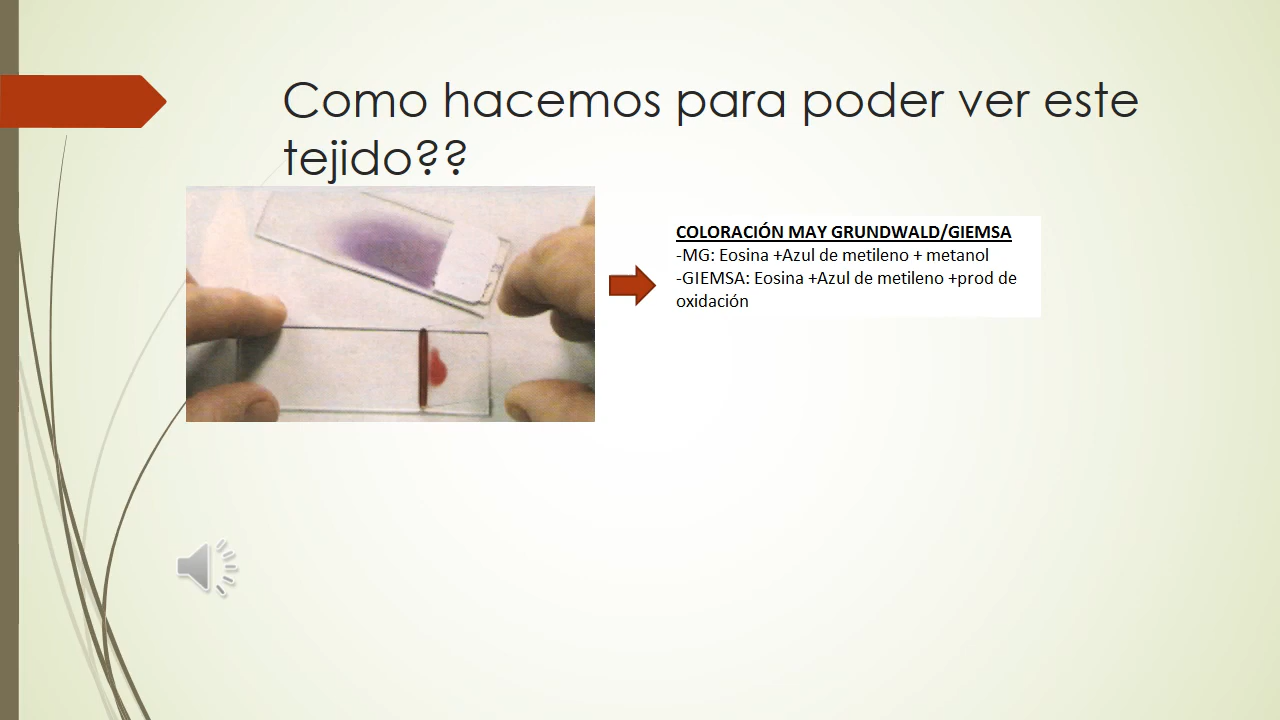 Como hacemos para poder ver este
tejido??
COLORACIÓN MAY GRUNDWALD/GIEMSA
-MG: Eosina +Azul de metileno + metanol
-GIEMSA: Eosina +Azul de metileno +prod de
oxidación